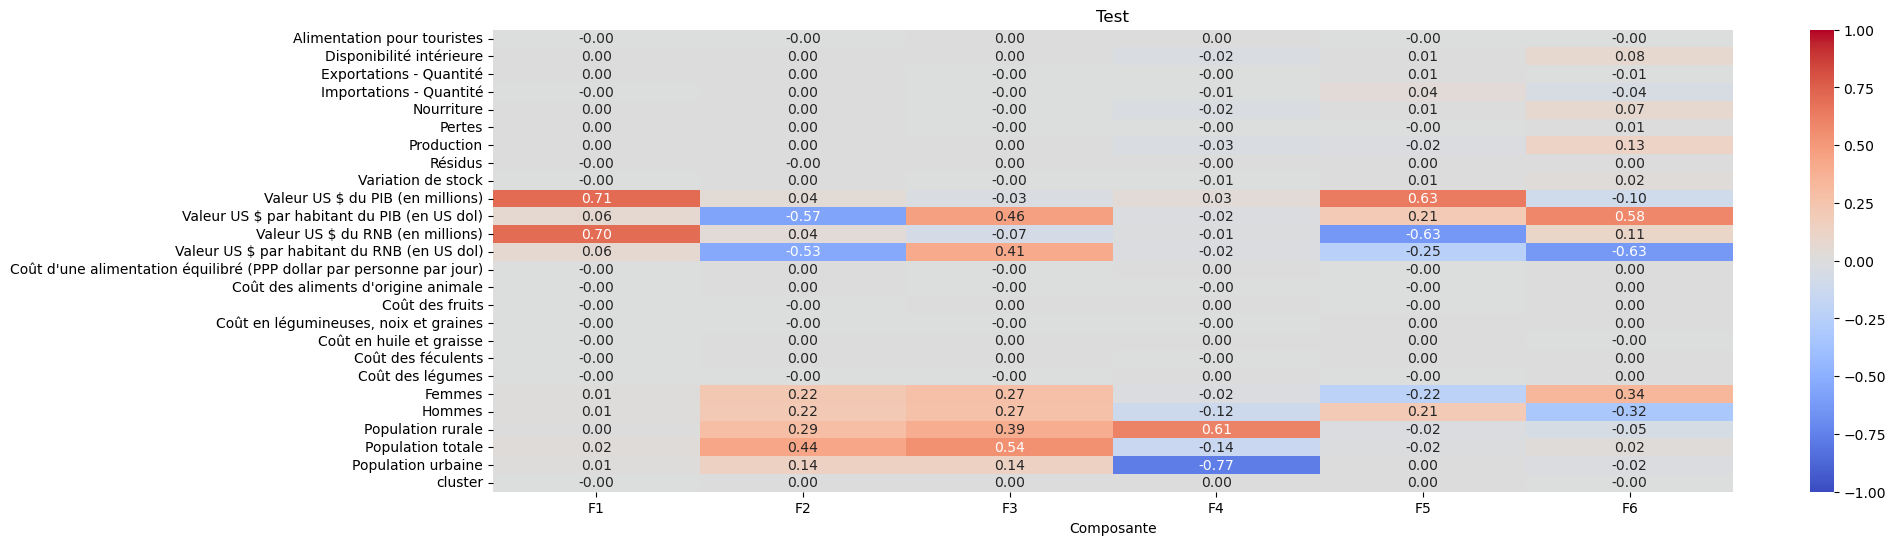 Test
Alimentation pour touristes -0.00 -0.00 0.00 0.00 -0.00 -0.00
Disponibilité intérieure 0.00 0.00 0.00 -0.02 0.01 0.08
Exportations - Quantité 0.00 0.00 -0.00 -0.00 0.01 -0.01
Importations - Quantité -0.00 0.00 -0.00 -0.01 0.04 -0.04
Nourriture 0.00 0.00 -0.00 -0.02 0.01 0.07
Pertes 0.00 0.00 -0.00 -0.00 -0.00 0.01
Production 0.00 0.00 0.00 -0.03 -0.02 0.13
Résidus -0.00 -0.00 0.00 -0.00 0.00 0.00
Variation de stock -0.00 0.00 -0.00 -0.01 0.01 0.02
Valeur US $ du PIB (en millions) 0.71 0.04 -0.03 0.03 0.63 -0.10
Valeur US $ par habitant du PIB (en US dol) 0.06 -0.57 0.46 -0.02 0.21 0.58
Valeur US $ du RNB (en millions) 0.70 0.04 -0.07 -0.01 -0.63 0.11
Valeur US $ par habitant du RNB (en US dol) 0.06 -0.53 0.41 -0.02 -0.25 -0.63
Coût d'une alimentation équilibré (PPP dollar par personne par jour) -0.00 0.00 -0.00 0.00 -0.00 0.00
Coût des aliments d'origine animale -0.00 0.00 -0.00 0.00 -0.00 0.00
Coût des fruits -0.00 -0.00 0.00 0.00 -0.00 0.00
Coût en légumineuses, noix et graines -0.00 -0.00 -0.00 -0.00 0.00 0.00
Coût en huile et graisse -0.00 0.00 0.00 0.00 0.00 -0.00
Coût des féculents -0.00 0.00 0.00 -0.00 0.00 0.00
Coût des légumes -0.00 -0.00 -0.00 0.00 -0.00 0.00
Femmes 0.01 0.22 0.27 -0.02 -0.22 0.34
Hommes 0.01 0.22 0.27 -0.12 0.21 -0.32
Population rurale 0.00 0.29 0.39 0.61 -0.02 -0.05
Population totale 0.02 0.44 0.54 -0.14 -0.02 0.02
Population urbaine 0.01 0.14 0.14 -0.77 0.00 -0.02
cluster -0.00 0.00 0.00 0.00 0.00 -0.00
F1 F2 F3 F4 F5 F6
Composante
1.00
0.75
0.50
0.25
0.00
−0.25
−0.50
−0.75
−1.00